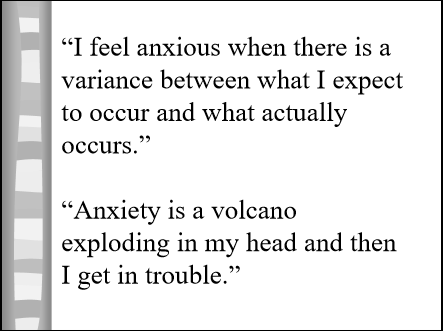 “I feel anxious when there is a
variance between what I expect
to occur and what actually
occurs.”
“Anxiety is a volcano
exploding in my head and then
I get in trouble.”